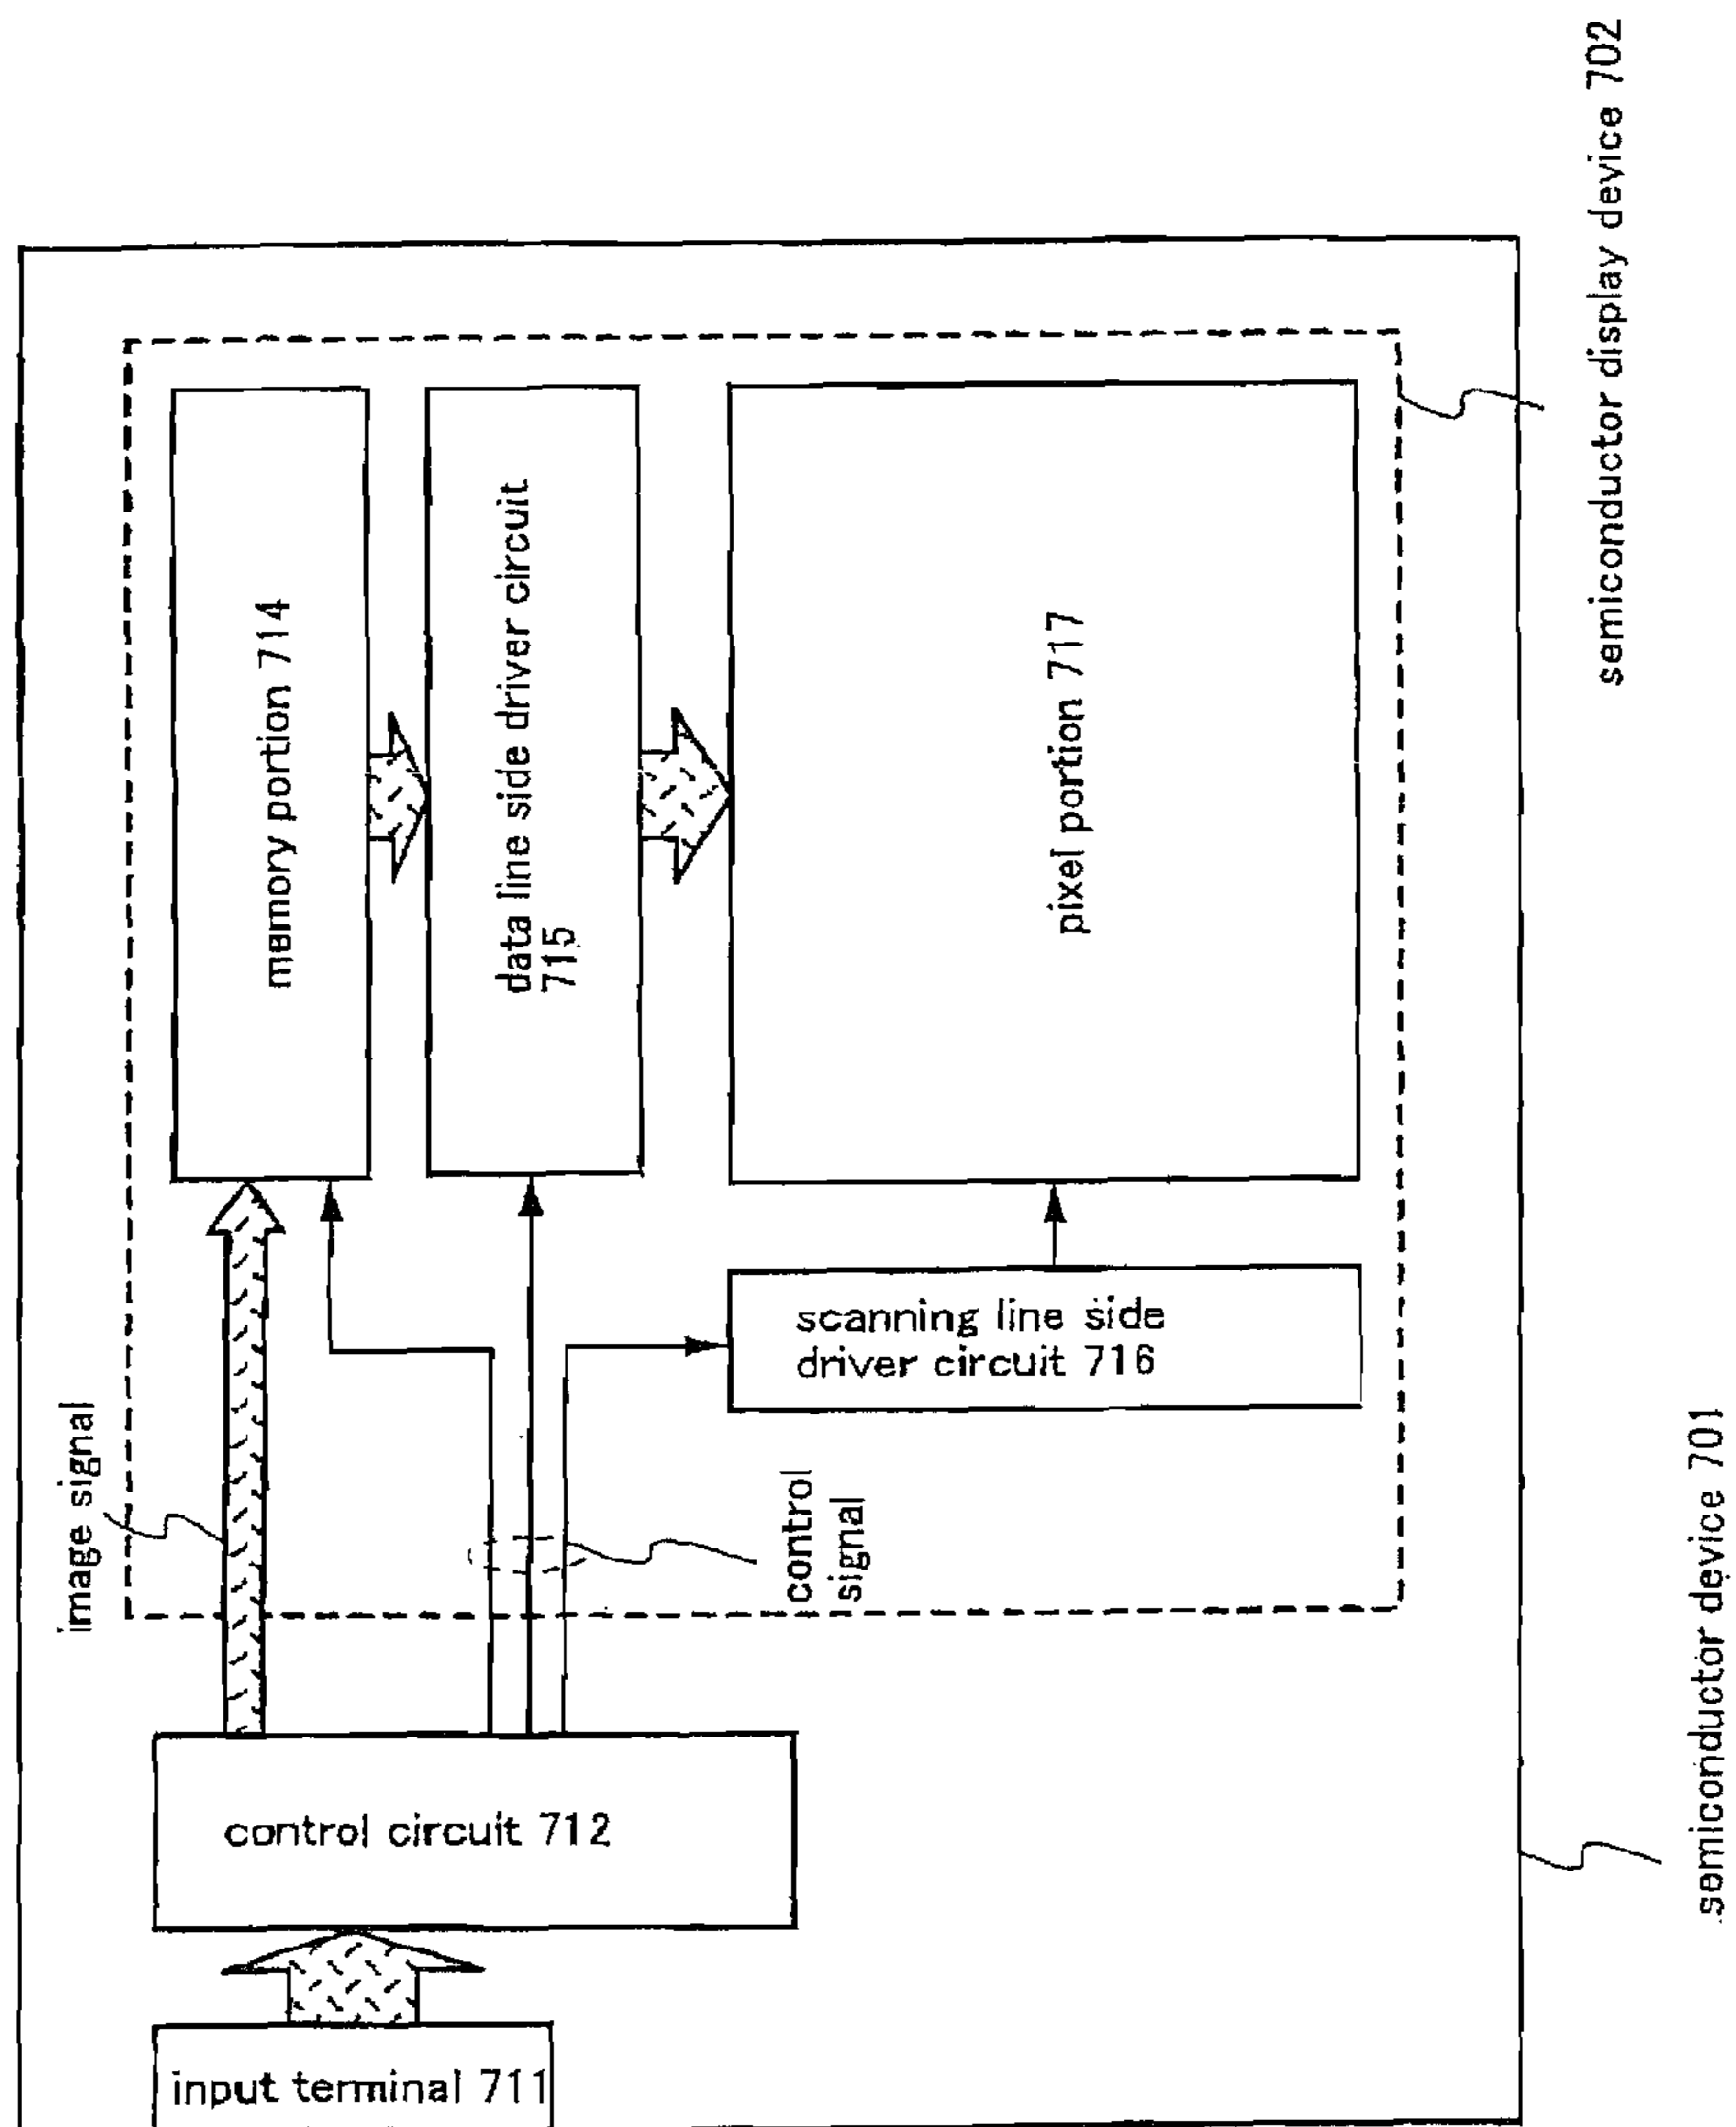 semiconductor display device 702
memory portion 714
data line side driver circuit
715
pixel portion 717
scanning line side
driver circuit 716
image signal
control
signal
control circuit 712
input terminal 711
semiconductor device 701